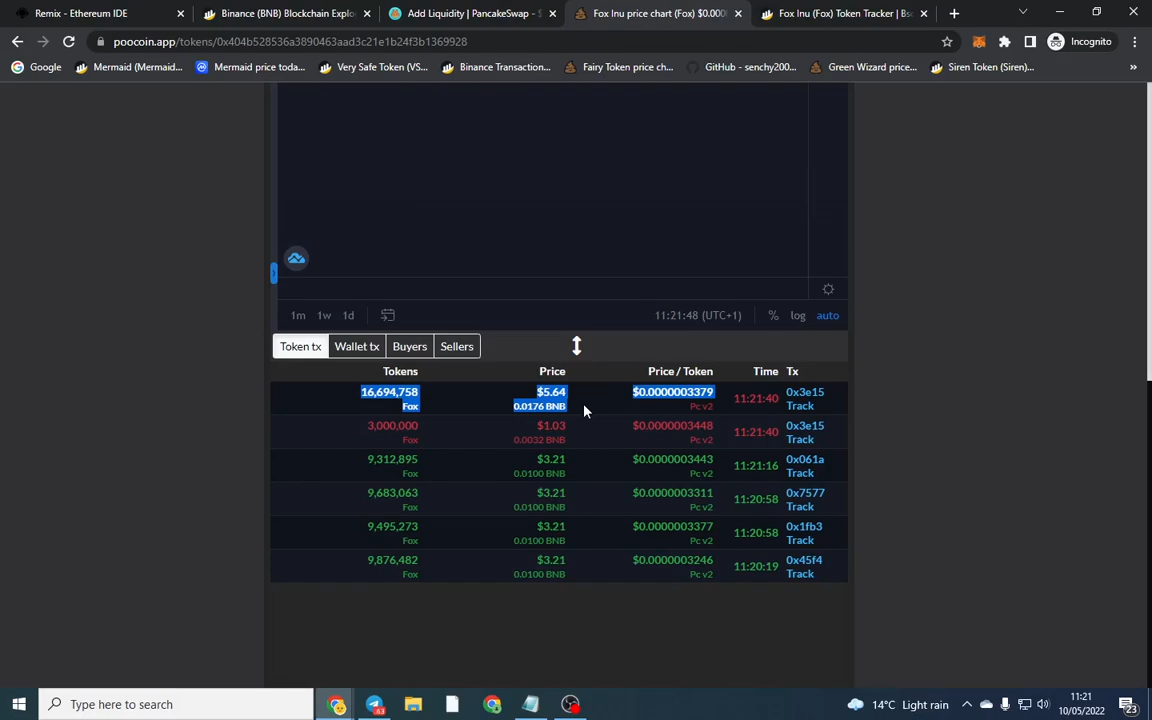 Remix - Ethereum IDE
Binance (BNB) Blockchain Explo
Add Liquidity | PancakeSwap - $
Fox Inu price chart (Fox) $0.000
Fox Inu (Fox) Token Tracker | Bsc
poocoin.app/tokens/0x404b528536a3890463aad3c21e1b24f3b1369928
Incognito
Google
Mermaid (Mermaid...
Mermaid price toda...
Very Safe Token (VS...
Binance Transaction...
Fairy Token price ch...
GitHub - senchy200...
Green Wizard price...
Siren Token (Siren)...
»
1m 1w 1d
11:21:48 (UTC+1)
% log auto
Token tx Wallet tx Buyers Sellers
Tokens Price Price / Token Time Tx
16,694,758 $5.64 $0.0000003379 11:21:40 0x3e15
Fox 0.0176 BNB Pc v2 Track
3,000,000 $1.03 $0.0000003448 11:21:40 0x3e15
Fox 0.0032 BNB Pc v2 Track
9,312,895 $3.21 $0.0000003443 11:21:16 0x061a
Fox 0.0100 BNB Pc v2 Track
9,683,063 $3.21 $0.0000003311 11:20:58 0x7577
Fox 0.0100 BNB Pc v2 Track
9,495,273 $3.21 $0.0000003377 11:20:58 0x1fb3
Fox 0.0100 BNB Pc v2 Track
9,876,482 $3.21 $0.0000003246 11:20:19 0x45f4
Fox 0.0100 BNB Pc v2 Track
Type here to search
63
14°C Light rain
11:21
10/05/2022
23